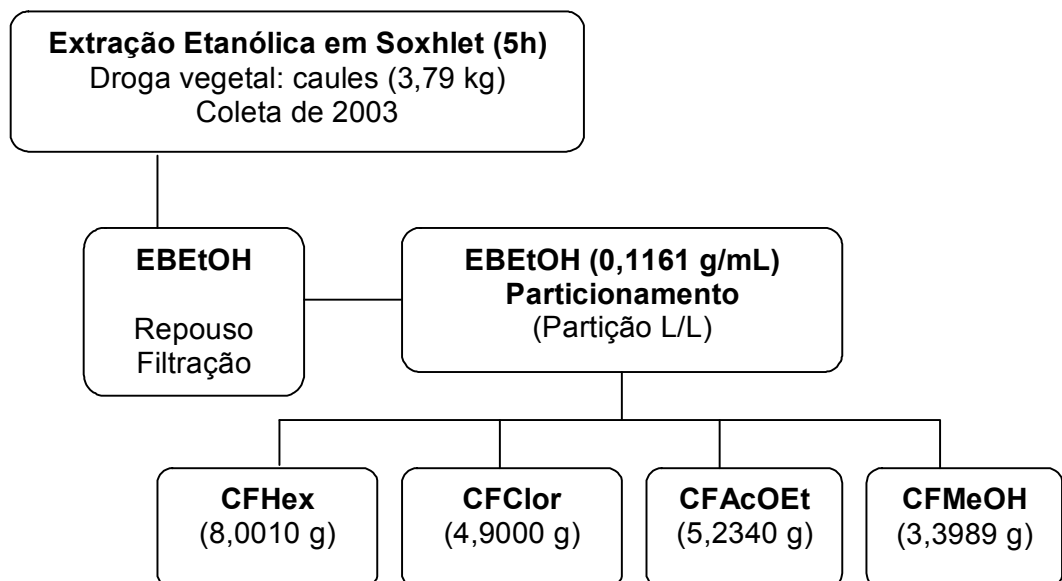 Extração Etanólica em Soxhlet (5h)
Droga vegetal: caules (3,79 kg)
Coleta de 2003
EBEtOH
Repouso
Filtração
EBEtOH (0,1161 g/mL)
Particionamento
(Partição L/L)
CFHex
(8,0010 g)
CFClor
(4,9000 g)
CFAcOEt
(5,2340 g)
CFMeOH
(3,3989 g)